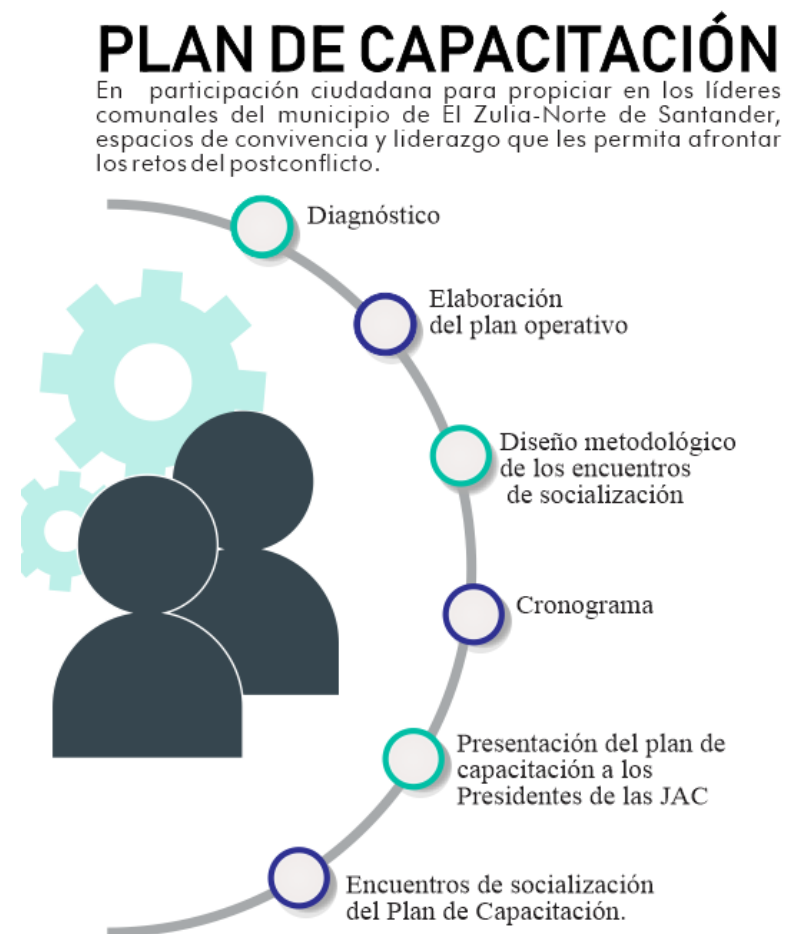 PLAN DE CAPACITACIÓN
En participación ciudadana para propiciar en los líderes
comunales del municipio de El Zulia-Norte de Santander,
espacios de convivencia y liderazgo que les permita afrontar
los retos del postconflicto.
Diagnóstico
Elaboración
del plan operativo
Diseño metodológico
de los encuentros
de socialización
Cronograma
Presentación del plan de
capacitación a los
Presidentes de las JAC
Encuentros de socialización
del Plan de Capacitación.